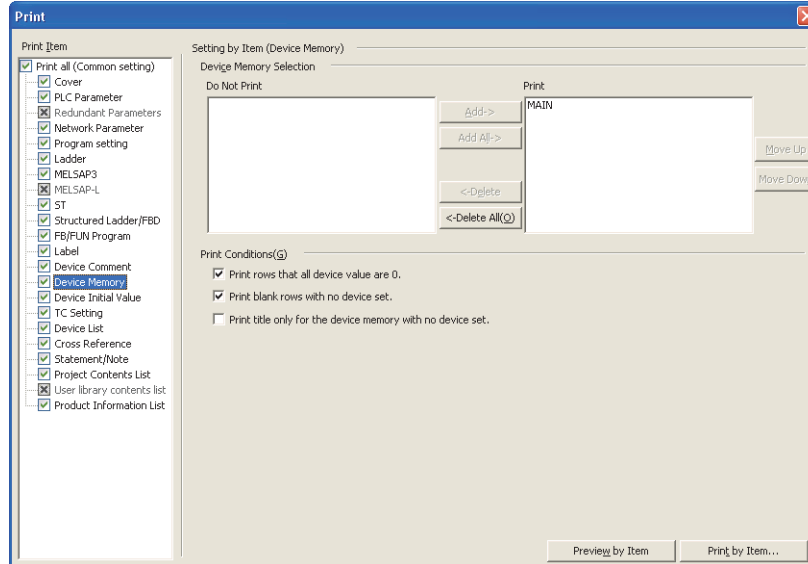 Print
Print Item
Print all (Common setting)
Cover
PLC Parameter
Redundant Parameters
Network Parameter
Program setting
Ladder
MELSAP3
MELSAP-L
ST
Structured Ladder/FBD
FB/FUN Program
Label
Device Comment
Device Memory
Device Initial Value
TC Setting
Device List
Cross Reference
Statement/Note
Project Contents List
User library contents list
Product Information List
Setting by Item (Device Memory)
Device Memory Selection
Do Not Print
Add->
Add All->
<-Delete
<-Delete All(O)
Print
MAIN
Move Up
Move Dow
Print Conditions(G)
Print rows that all device value are 0.
Print blank rows with no device set.
Print title only for the device memory with no device set.
Preview by Item
Print by Item...